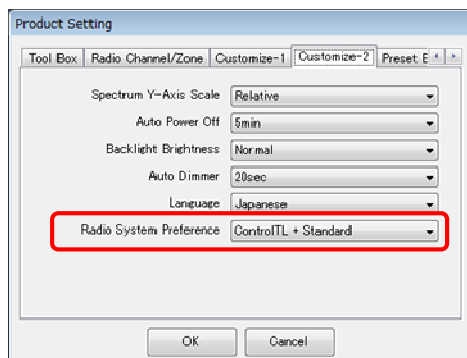 Product Setting
Tool Box Radio Channel/Zone Customize-1 Customize-2 Preset E
Spectrum Y-Axis Scale Relative
Auto Power Off 5min
Backlight Brightness Normal
Auto Dimmer 20sec
Language Japanese
Radio System Preference ControlTL + Standard
OK Cancel